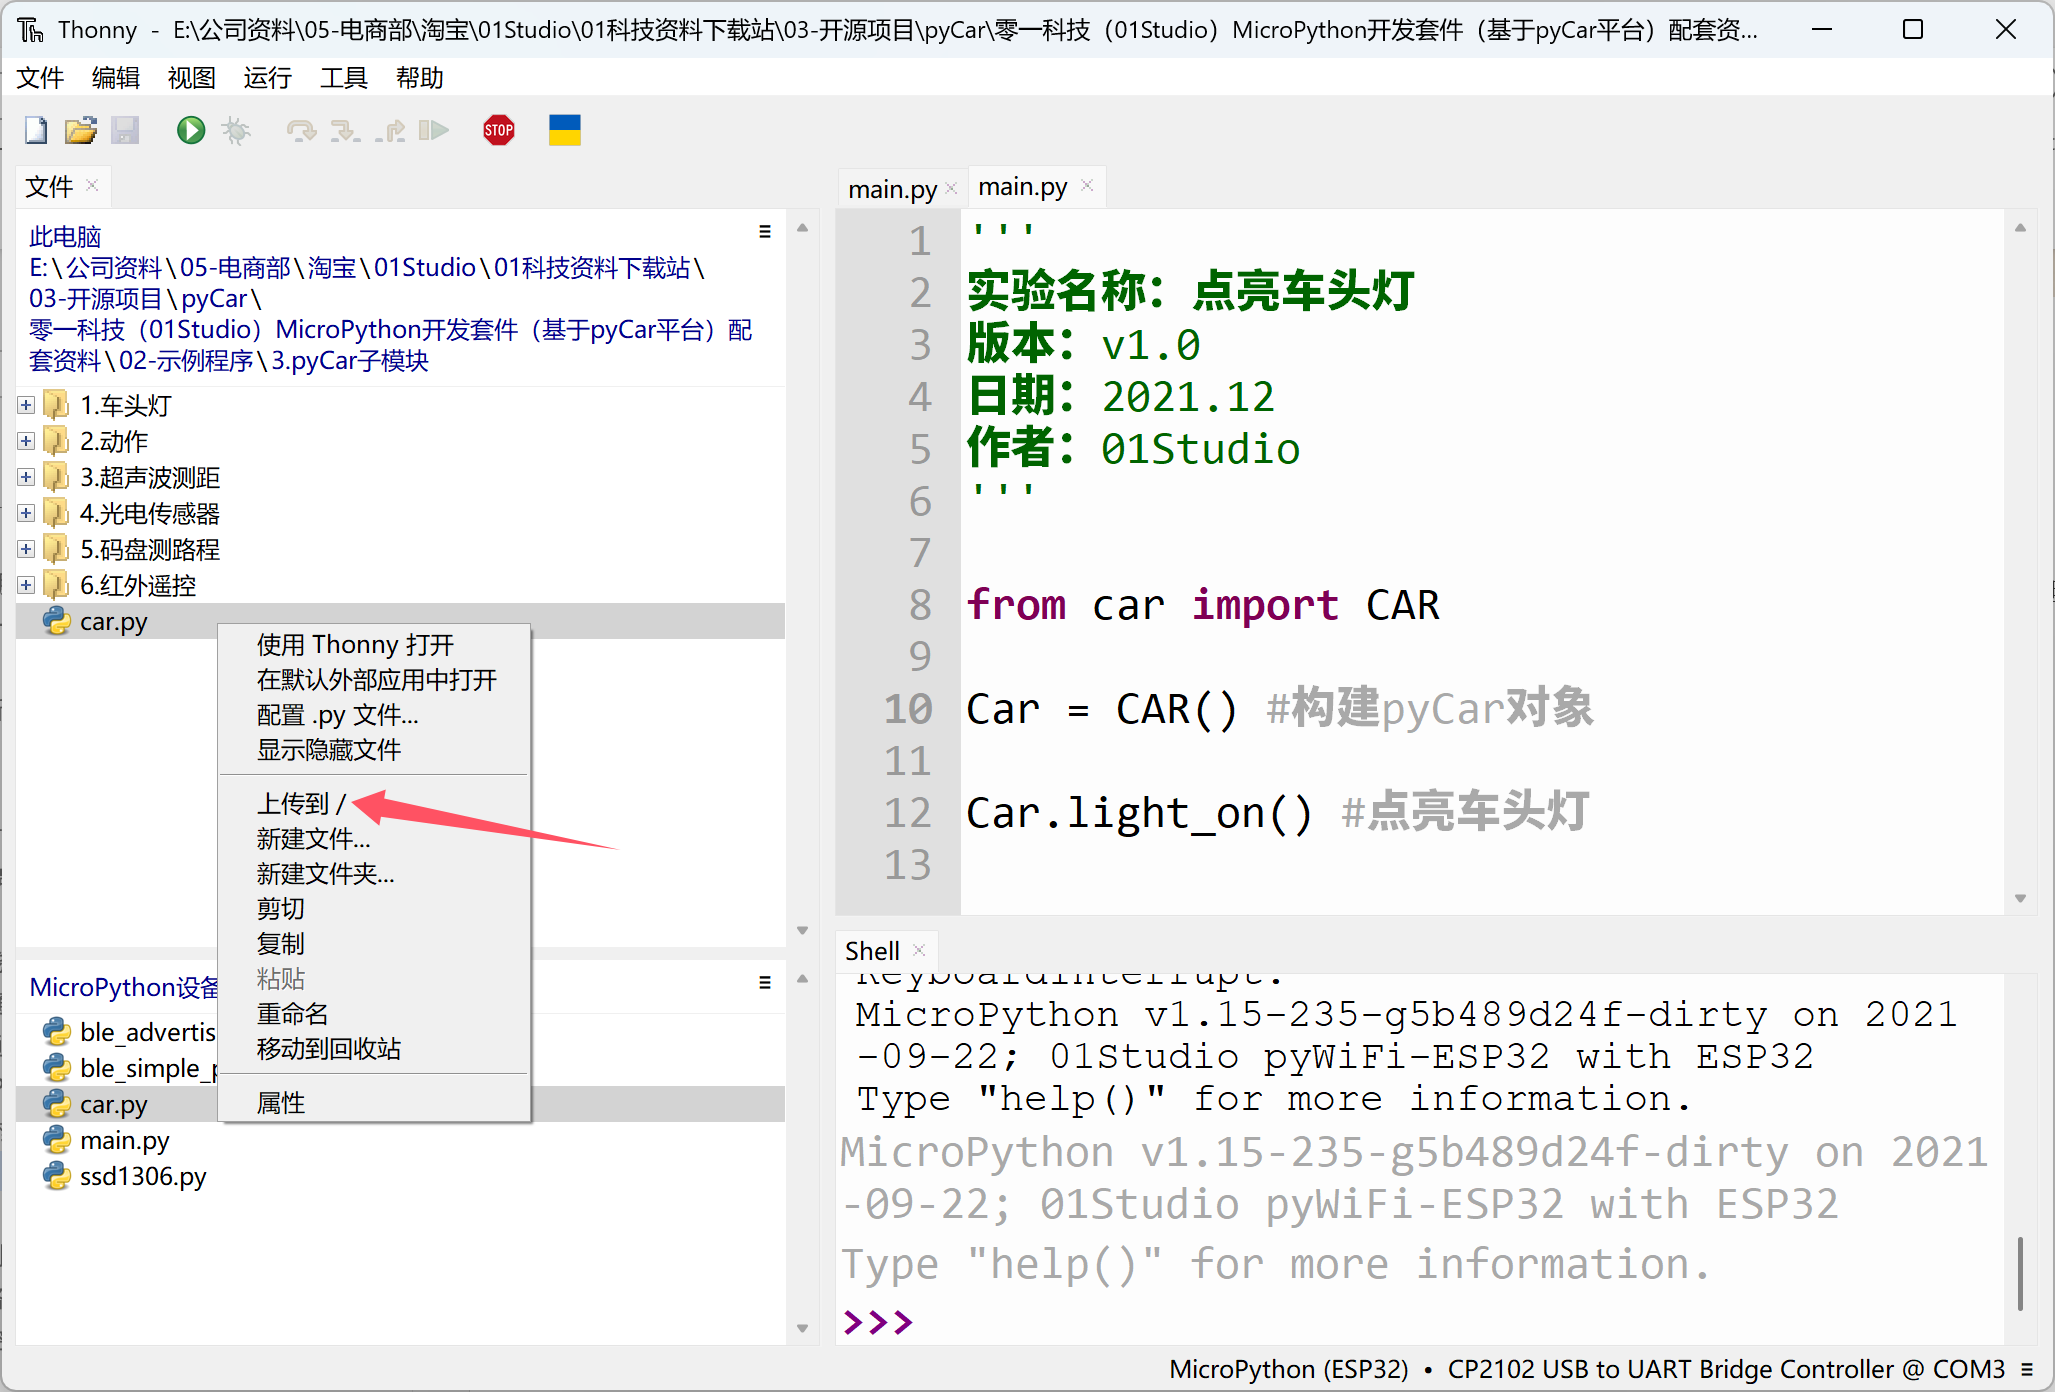 Thonny - E:\公司资料\05-电商部\淘宝\01Studio\01科技资料下载站\03-开源项目\pyCar\零一科技（01Studio）MicroPython开发套件（基于pyCar平台）配套资...
文件 编辑 视图 运行 工具 帮助
STOP
文件
此电脑
E:\公司资料\05-电商部\淘宝\01Studio\01科技资料下载站\
03-开源项目\pyCar\
零一科技（01Studio）MicroPython开发套件（基于pyCar平台）配
套资料\02-示例程序\3.pyCar子模块
1.车头灯
2.动作
3.超声波测距
4.光电传感器
5.码盘测路程
6.红外遥控
car.py
使用 Thonny 打开
在默认外部应用中打开
配置 .py 文件...
显示隐藏文件
上传到 /
新建文件...
新建文件夹...
剪切
复制
粘贴
重命名
移动到回收站
属性
MicroPython设备
ble_advertis
ble_simple_p
car.py
main.py
ssd1306.py
main.py main.py
1 '''
2 实验名称：点亮车头灯
3 版本：v1.0
4 日期：2021.12
5 作者：01Studio
6 '''
7
8 from car import CAR
9
10 Car = CAR() #构建pyCar对象
11
12 Car.light_on() #点亮车头灯
13
Shell
KeyboardInterrupt:
MicroPython v1.15-235-g5b489d24f-dirty on 2021
-09-22; 01Studio pyWiFi-ESP32 with ESP32
Type "help()" for more information.
MicroPython v1.15-235-g5b489d24f-dirty on 2021
-09-22; 01Studio pyWiFi-ESP32 with ESP32
Type "help()" for more information.
>>>
MicroPython (ESP32) • CP2102 USB to UART Bridge Controller @ COM3